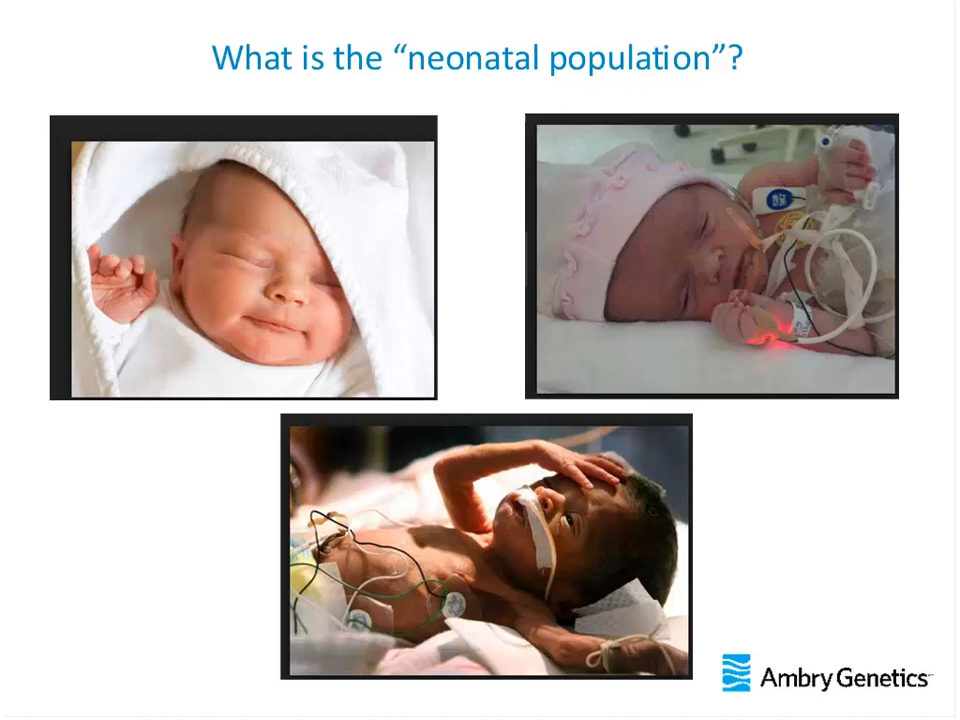 What is the “neonatal population”?
Ambry Genetics